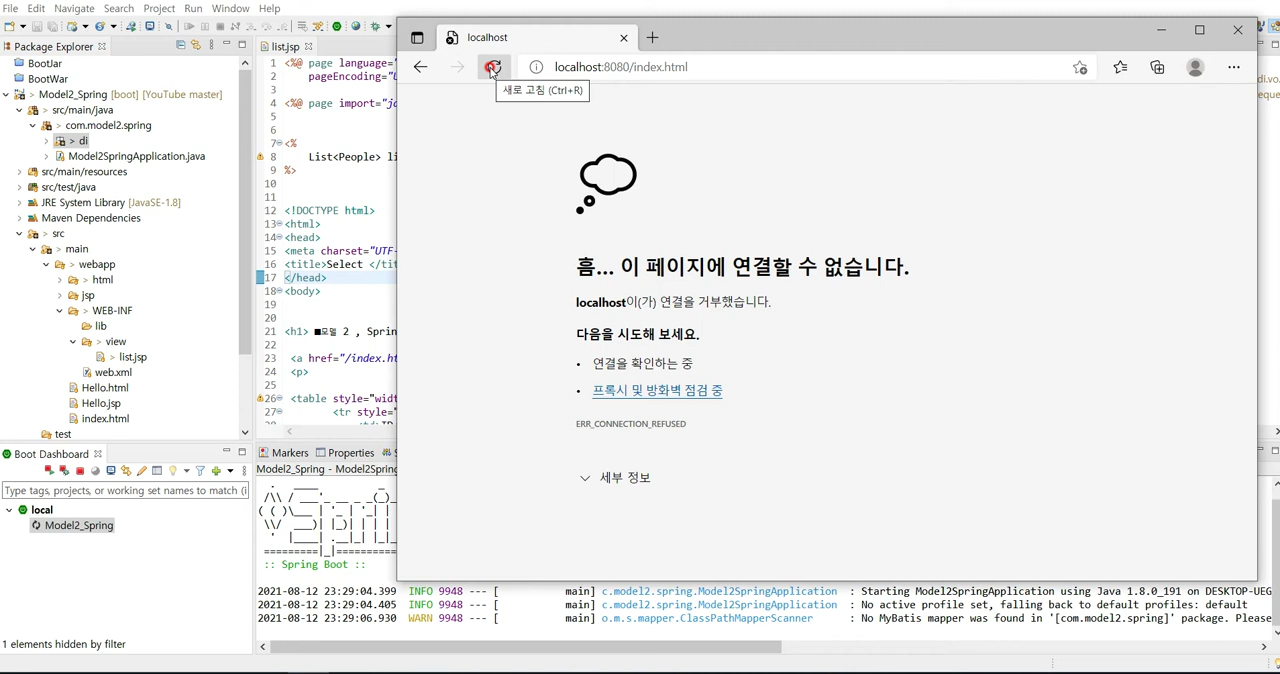 File Edit Navigate Search Project Run Window Help
Package Explorer
BootJar
BootWar
> Model2_Spring [boot] [YouTube master]
> src/main/java
> com.model2.spring
> di
Model2SpringApplication.java
src/main/resources
src/test/java
JRE System Library [JavaSE-1.8]
Maven Dependencies
> src
> main
> webapp
> html
> jsp
> WEB-INF
lib
> view
> list.jsp
web.xml
Hello.html
Hello.jsp
index.html
test
list.jsp
1 <%@ page language=
2 pageEncoding="U
3
4 <%@ page import="ja
5
6
7 <%
8 List<People> li
9 %>
10
11
12 <!DOCTYPE html>
13 <html>
14 <head>
15 <meta charset="UTF-
16 <title>Select </tit
17 </head>
18 <body>
19
20
21 <h1> ■모델 2 , Sprin
22
23 <a href="/index.ht
24 <p>
25
26 <table style="widt
27 <tr style="
localhost
localhost:8080/index.html
새로 고침 (Ctrl+R)
흠... 이 페이지에 연결할 수 없습니다.
localhost이(가) 연결을 거부했습니다.
다음을 시도해 보세요.
• 연결을 확인하는 중
• 프록시 및 방화벽 점검 중
ERR_CONNECTION_REFUSED
세부 정보
di.vo.
eque
Boot Dashboard
Type tags, projects, or working set names to match (i
local
Model2_Spring
1 elements hidden by filter
Markers Properties
Model2_Spring - Model2Spring
:: Spring Boot ::
2021-08-12 23:29:04.399 INFO 9948 --- [ main] c.model2.spring.Model2SpringApplication : Starting Model2SpringApplication using Java 1.8.0_191 on DESKTOP-UEG
2021-08-12 23:29:04.405 INFO 9948 --- [ main] c.model2.spring.Model2SpringApplication : No active profile set, falling back to default profiles: default
2021-08-12 23:29:06.930 WARN 9948 --- [ main] o.m.s.mapper.ClassPathMapperScanner : No MyBatis mapper was found in '[com.model2.spring]' package. Please